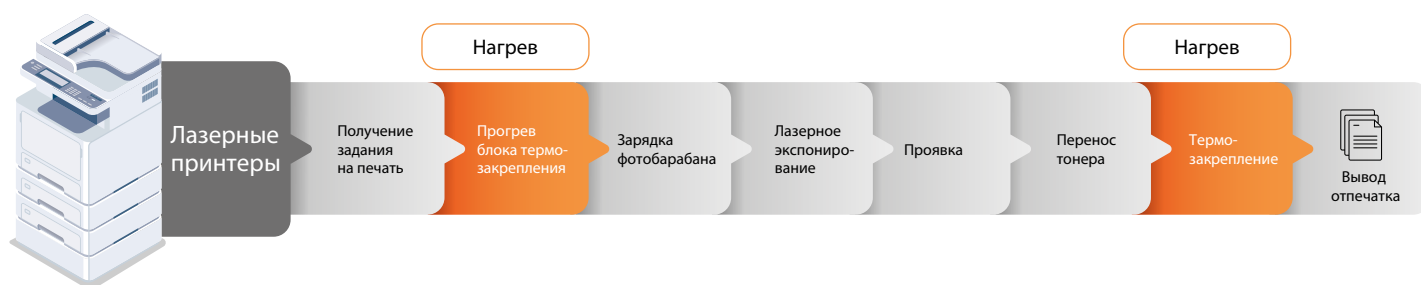 Нагрев
Нагрев
Лазерные
принтеры
Получение
задания
на печать
Прогрев
блока термо-
закрепления
Зарядка
фотобарабана
Лазерное
экспониро-
вание
Проявка
Перенос
тонера
Термо-
закрепление
Вывод
отпечатка